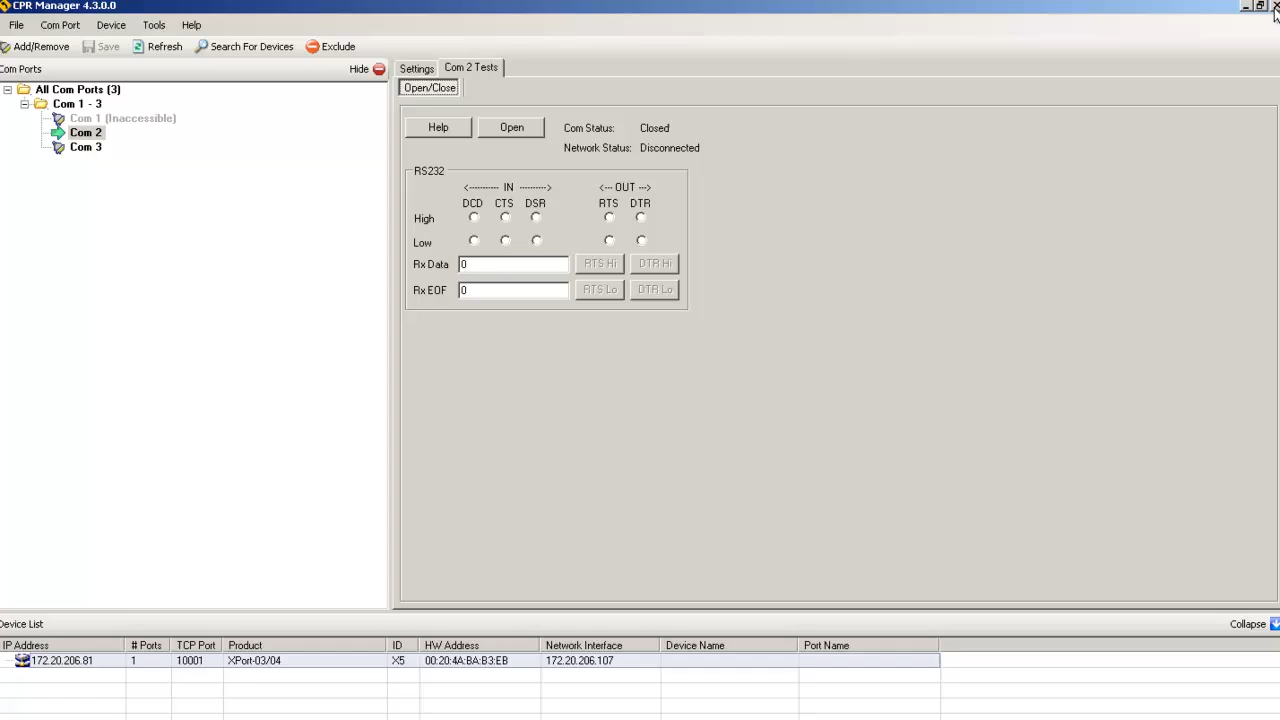 CPR Manager 4.3.0.0
File Com Port Device Tools Help
Add/Remove Save Refresh Search For Devices Exclude
Com Ports Hide
All Com Ports (3)
Com 1 - 3
Com 1 (Inaccessible)
Com 2
Com 3
Settings Com 2 Tests
Open/Close
Help Open Com Status: Closed
Network Status: Disconnected
RS232
<---------- IN ---------> <--- OUT --->
DCD CTS DSR RTS DTR
High
Low
Rx Data 0 RTS Hi DTR Hi
Rx EOF 0 RTS Lo DTR Lo
Device List Collapse
IP Address # Ports TCP Port Product ID HW Address Network Interface Device Name Port Name
172.20.206.81 1 10001 XPort-03/04 X5 00:20:4A:BA:B3:EB 172.20.206.107